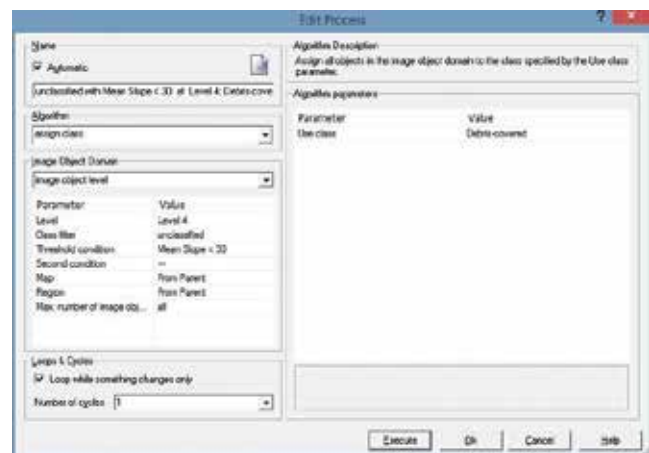 Edit Process
?
Name
Automatic
unclassified with Mean Slope < 30 at Level 4: Debris-cove
Algorithm
assign class
Image Object Domain
image object level
Parameter Value
Level Level 4
Class filter unclassified
Threshold condition Mean Slope < 30
Second condition --
Map From Parent
Region From Parent
Max. number of image obj... all
Loops & Cycles
Loop while something changes only
Number of cycles 1
Algorithm Description
Assign all objects in the image object domain to the class specified by the Use class
parameter.
Algorithm parameters
Parameter Value
Use class Debris-covered
Execute Ok Cancel Help